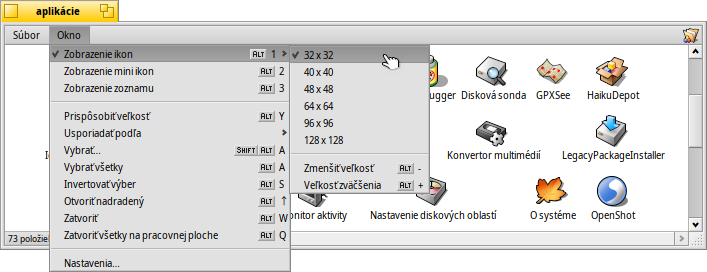 aplikácie
Súbor Okno
Zobrazenie ikon ALT 1
Zobrazenie mini ikon ALT 2
Zobrazenie zoznamu ALT 3
Prispôsobiť veľkosť ALT Y
Usporiadať podľa
Vybrať... SHIFT ALT A
Vybrať všetky ALT A
Invertovať výber ALT S
Otvoriť nadradený ALT ↑
Zatvoriť ALT W
Zatvoriť všetky na pracovnej ploche ALT Q
Nastavenia...
32 x 32
40 x 40
48 x 48
64 x 64
96 x 96
128 x 128
Zmenšiť veľkosť ALT -
Veľkosť zväčšenia ALT +
ugger Disková sonda GPXSee HaikuDepot
Konvertor multimédií LegacyPackageInstaller
onitor aktivity Nastavenie diskových oblastí O systéme OpenShot
73 položiel